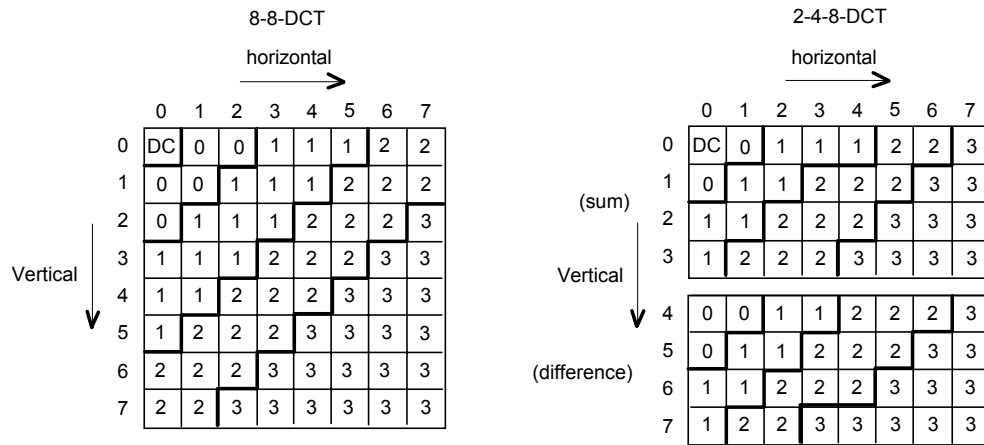 8-8-DCT
horizontal
0 1 2 3 4 5 6 7
0 DC 0 0 1 1 1 2 2
1 0 0 1 1 1 2 2 2
2 0 1 1 1 2 2 2 3
3 1 1 1 2 2 2 3 3
4 1 1 2 2 2 3 3 3
5 1 2 2 2 3 3 3 3
6 2 2 2 3 3 3 3 3
7 2 2 3 3 3 3 3 3
Vertical
2-4-8-DCT
horizontal
0 1 2 3 4 5 6 7
0 DC 0 1 1 1 2 2 3
1 0 1 1 2 2 2 3 3
2 1 1 2 2 2 3 3 3
3 1 2 2 2 3 3 3 3
(sum)
Vertical
4 0 0 1 1 2 2 2 3
5 0 1 1 2 2 2 3 3
6 1 1 2 2 2 3 3 3
7 1 2 2 3 3 3 3 3
(difference)